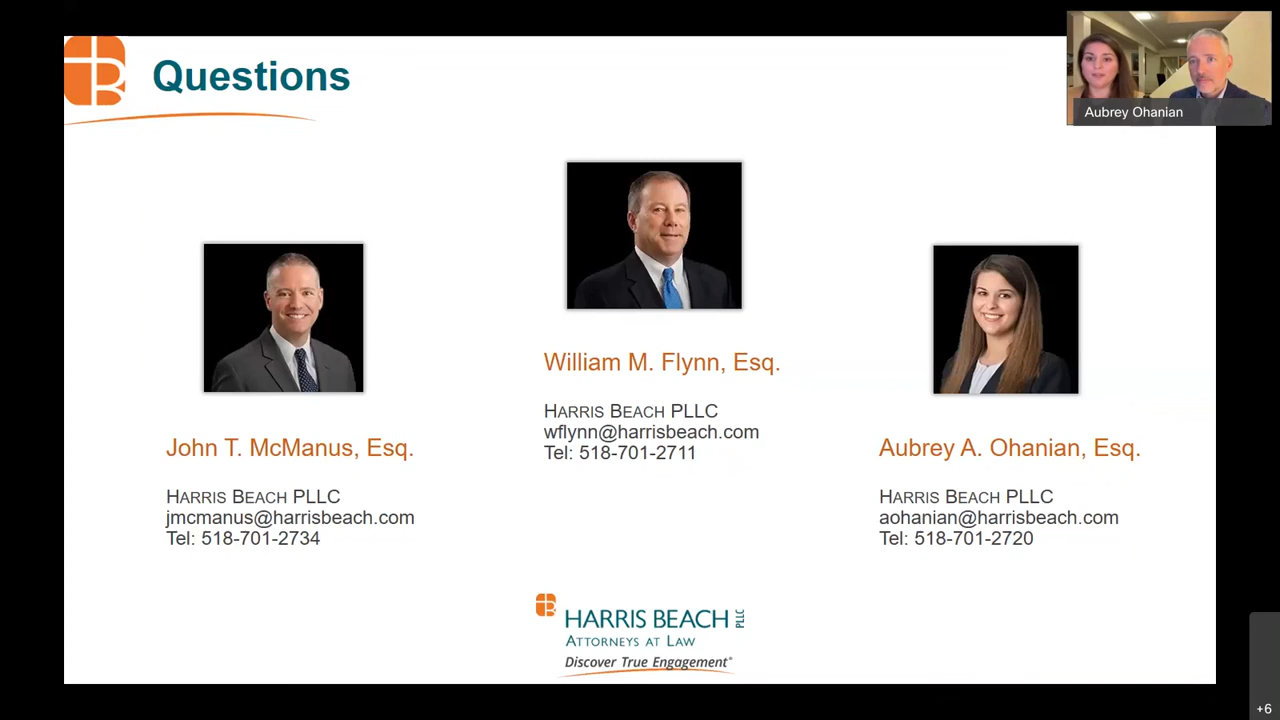 Questions
Aubrey Ohanian
William M. Flynn, Esq.
HARRIS BEACH PLLC
wflynn@harrisbeach.com
Tel: 518-701-2711
John T. McManus, Esq.
HARRIS BEACH PLLC
jmcmanus@harrisbeach.com
Tel: 518-701-2734
Aubrey A. Ohanian, Esq.
HARRIS BEACH PLLC
aohanian@harrisbeach.com
Tel: 518-701-2720
HARRIS BEACH PLLC
ATTORNEYS AT LAW
Discover True Engagement®
+6